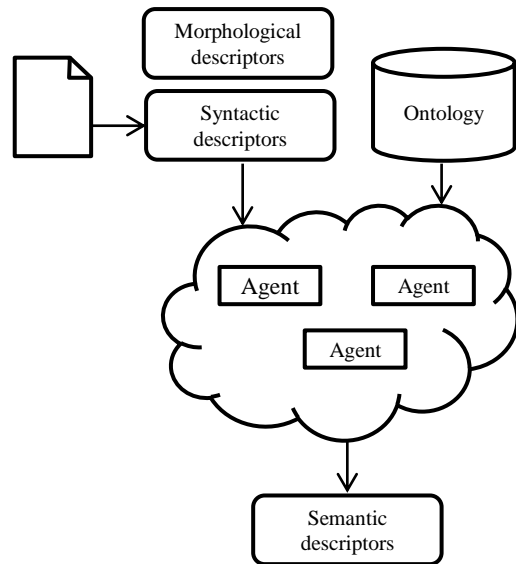 Morphological
descriptors
Syntactic
descriptors
Ontology
Agent
Agent
Agent
Semantic
descriptors